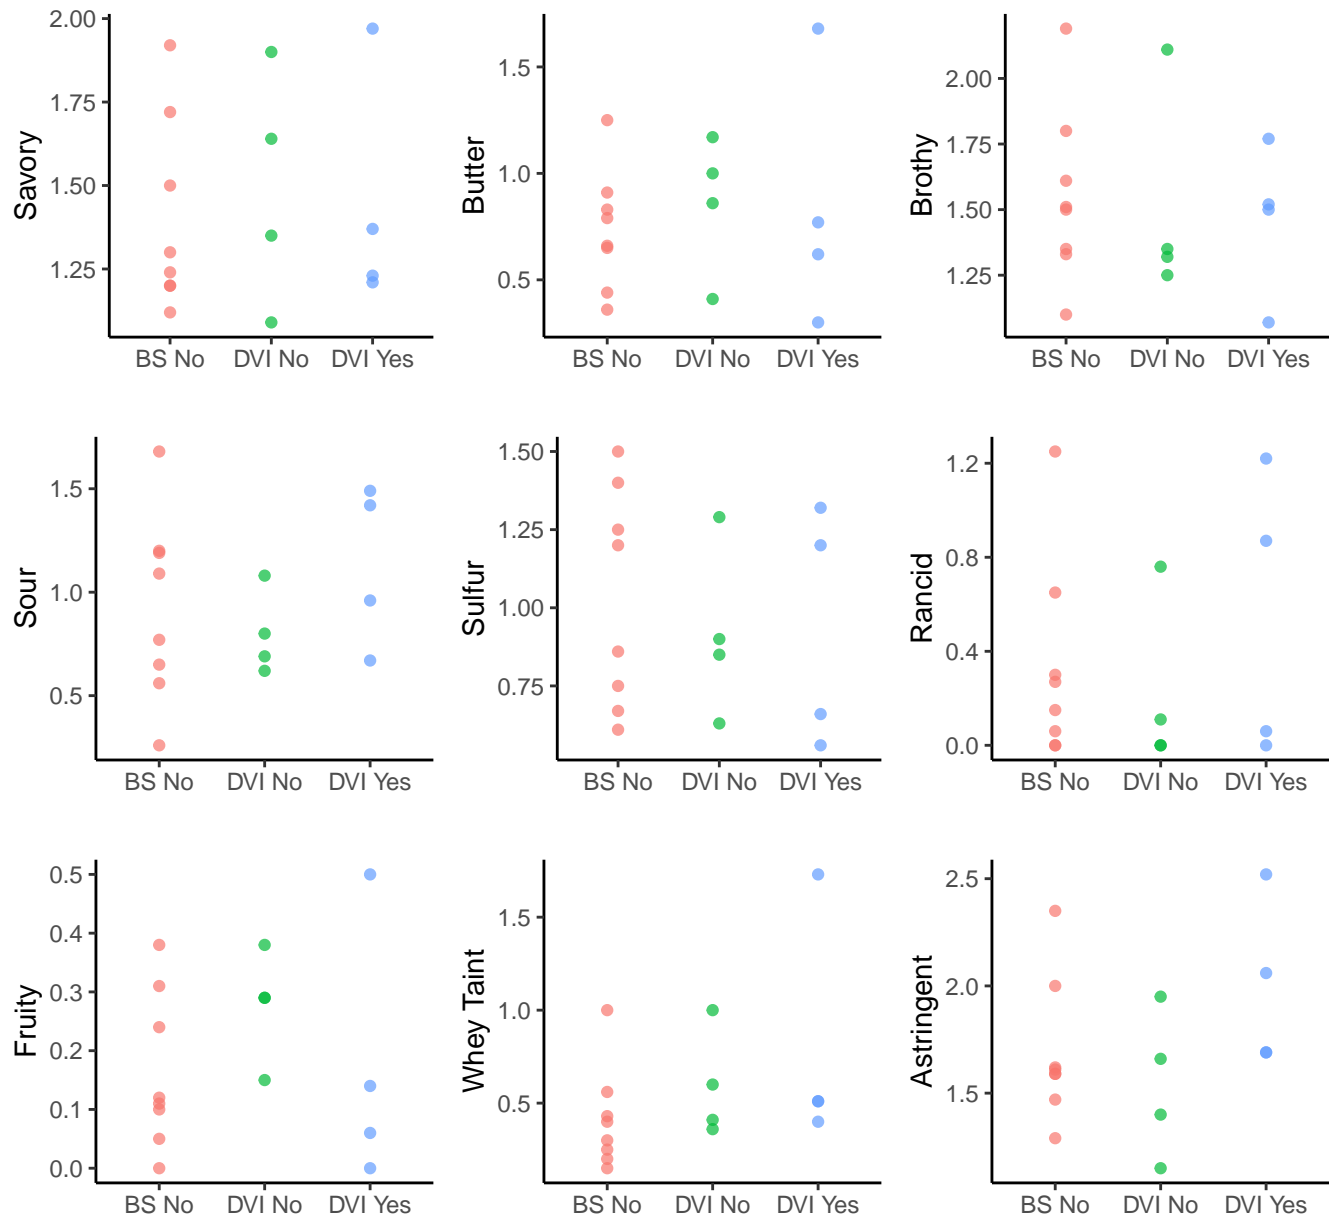 Savory
2.00
1.75
1.50
1.25
BS No DVI No DVI Yes
Butter
1.5
1.0
0.5
BS No DVI No DVI Yes
Brothy
2.00
1.75
1.50
1.25
BS No DVI No DVI Yes
Sour
1.5
1.0
0.5
BS No DVI No DVI Yes
Sulfur
1.50
1.25
1.00
0.75
BS No DVI No DVI Yes
Rancid
1.2
0.8
0.4
0.0
BS No DVI No DVI Yes
Fruity
0.5
0.4
0.3
0.2
0.1
0.0
BS No DVI No DVI Yes
Whey Taint
1.5
1.0
0.5
BS No DVI No DVI Yes
Astringent
2.5
2.0
1.5
BS No DVI No DVI Yes